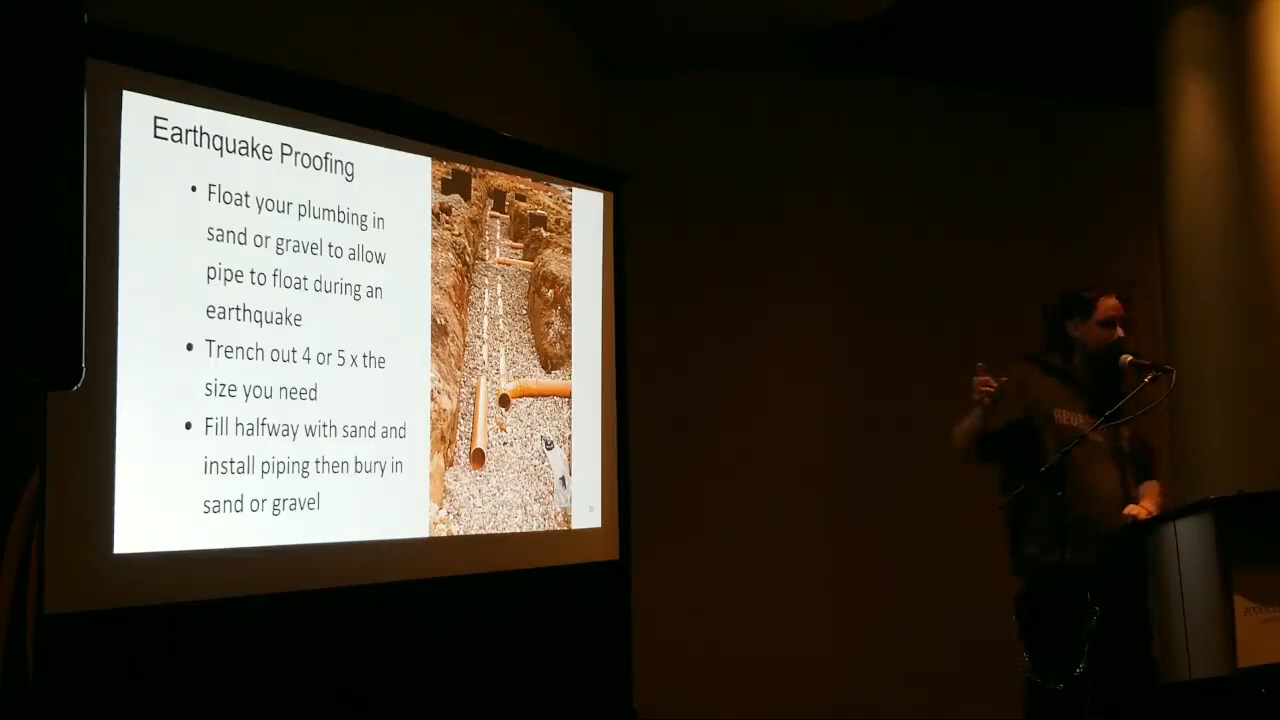 Earthquake Proofing
• Float your plumbing in
sand or gravel to allow
pipe to float during an
earthquake
• Trench out 4 or 5 x the
size you need
• Fill halfway with sand and
install piping then bury in
sand or gravel